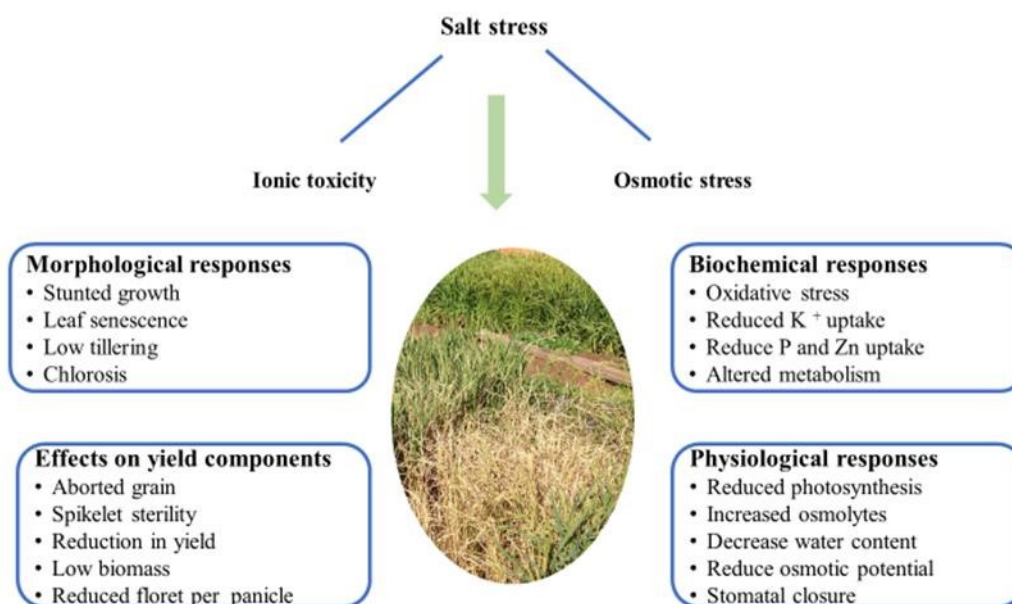 Salt stress
Ionic toxicity
Osmotic stress
Morphological responses
• Stunted growth
• Leaf senescence
• Low tillering
• Chlorosis
Biochemical responses
• Oxidative stress
• Reduced K + uptake
• Reduce P and Zn uptake
• Altered metabolism
Effects on yield components
• Aborted grain
• Spikelet sterility
• Reduction in yield
• Low biomass
• Reduced floret per panicle
Physiological responses
• Reduced photosynthesis
• Increased osmolytes
• Decrease water content
• Reduce osmotic potential
• Stomatal closure